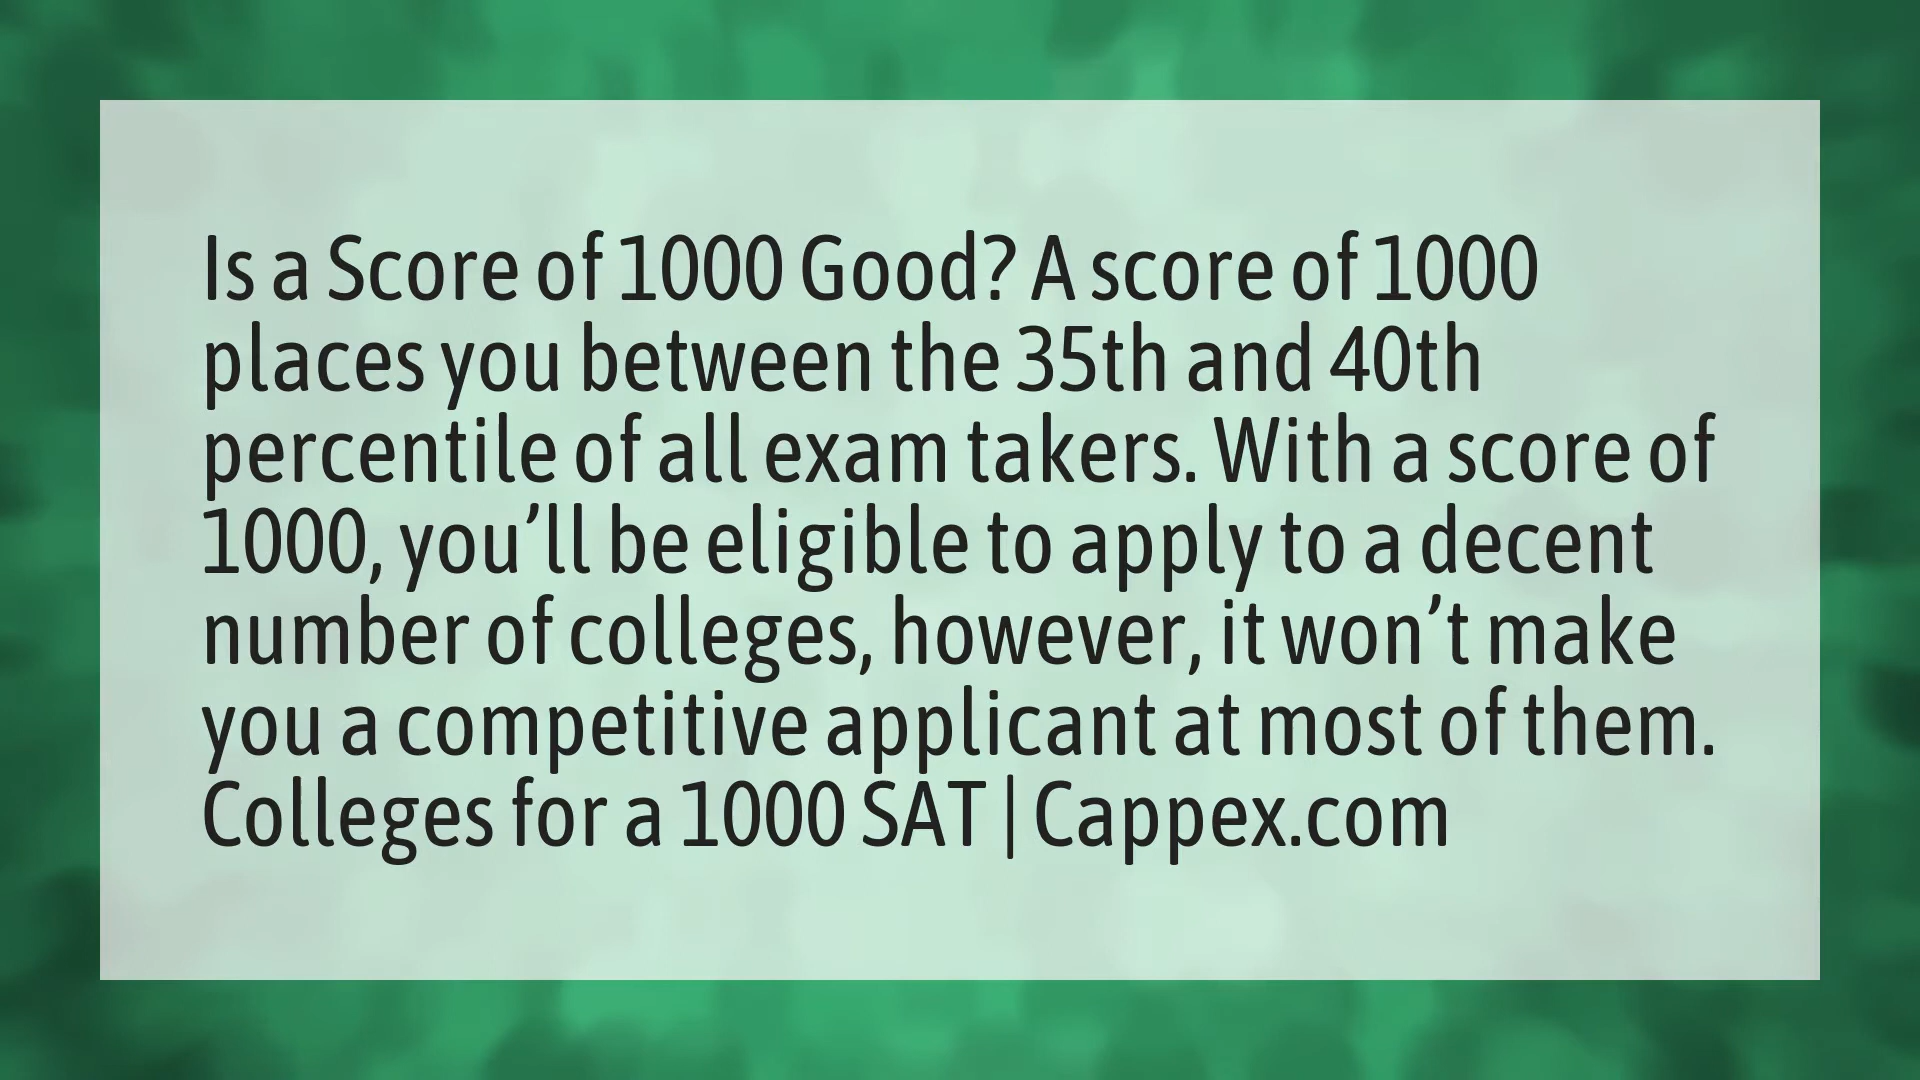 Is a Score of 1000 Good? A score of 1000
places you between the 35th and 40th
percentile of all exam takers. With a score of
1000, you’ll be eligible to apply to a decent
number of colleges, however, it won’t make
you a competitive applicant at most of them.
Colleges for a 1000 SAT | Cappex.com